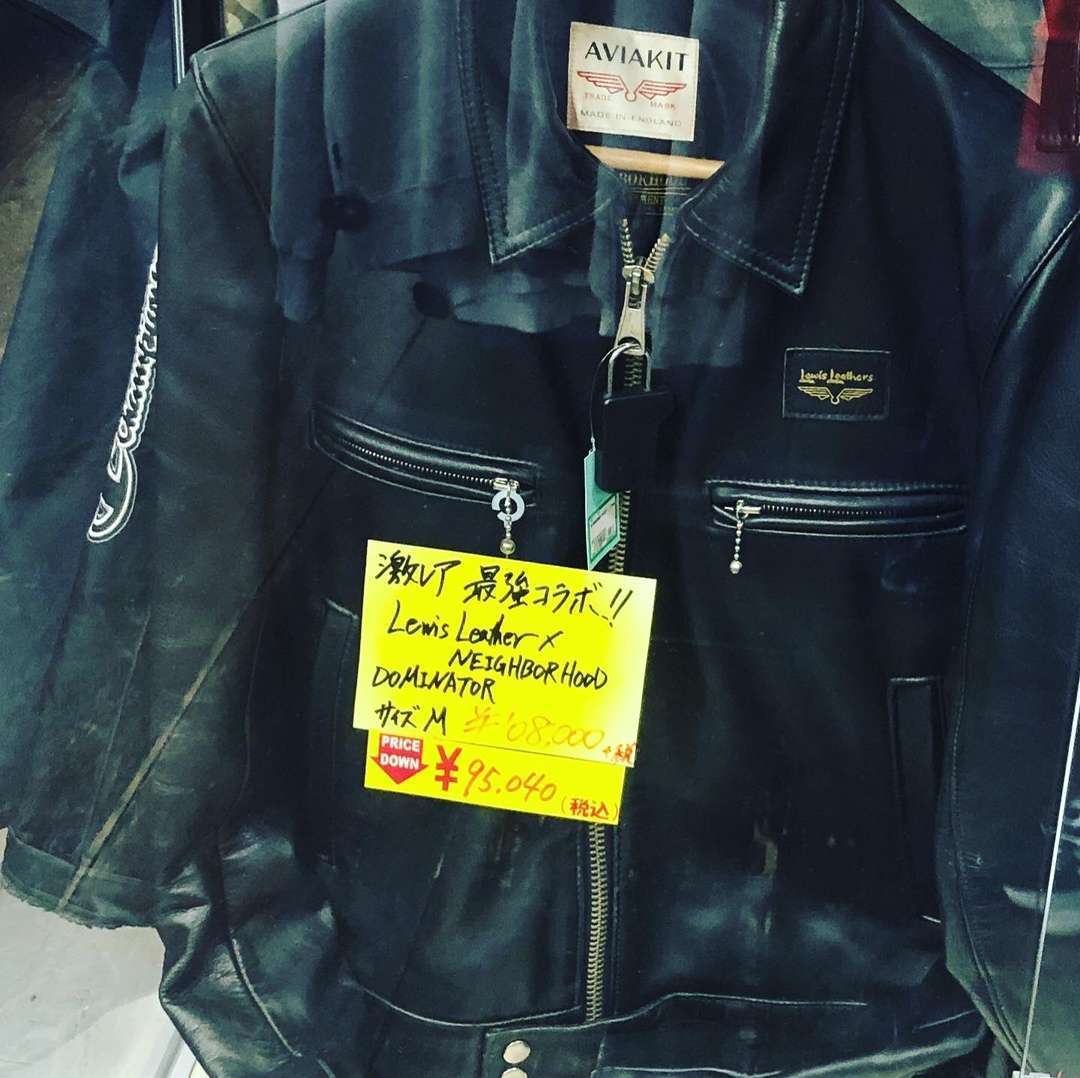 AVIAKIT
TRADE MARK
MADE IN ENGLAND
Lewis Leathers
激レア 最強コラボ!!
Lewis Leather×
NEIGHBORHOOD
DOMINATOR
サイズM ¥108,000+税
PRICE
DOWN
¥95.040(税込)